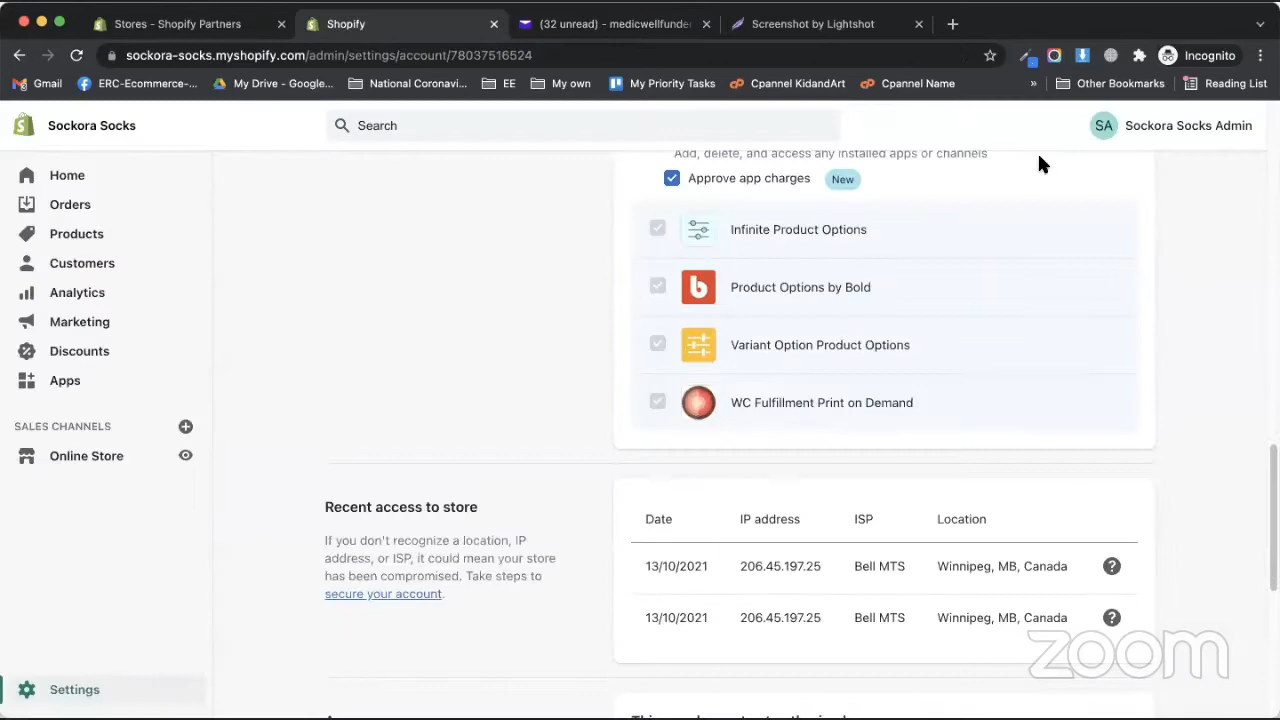 Stores - Shopify Partners
Shopify
(32 unread) - medicwellfunde
Screenshot by Lightshot
sockora-socks.myshopify.com/admin/settings/account/78037516524
Incognito
Gmail
ERC-Ecommerce-...
My Drive - Google...
National Coronavi...
EE
My own
My Priority Tasks
Cpannel KidandArt
Cpannel Name
»
Other Bookmarks
Reading List
Sockora Socks
Search
SA
Sockora Socks Admin
Home
Orders
Products
Customers
Analytics
Marketing
Discounts
Apps
SALES CHANNELS
Online Store
Settings
Add, delete, and access any installed apps or channels
Approve app charges New
Infinite Product Options
b Product Options by Bold
Variant Option Product Options
WC Fulfillment Print on Demand
Recent access to store
If you don't recognize a location, IP
address, or ISP, it could mean your store
has been compromised. Take steps to
secure your account.
Date IP address ISP Location
13/10/2021 206.45.197.25 Bell MTS Winnipeg, MB, Canada ?
13/10/2021 206.45.197.25 Bell MTS Winnipeg, MB, Canada ?
zoom